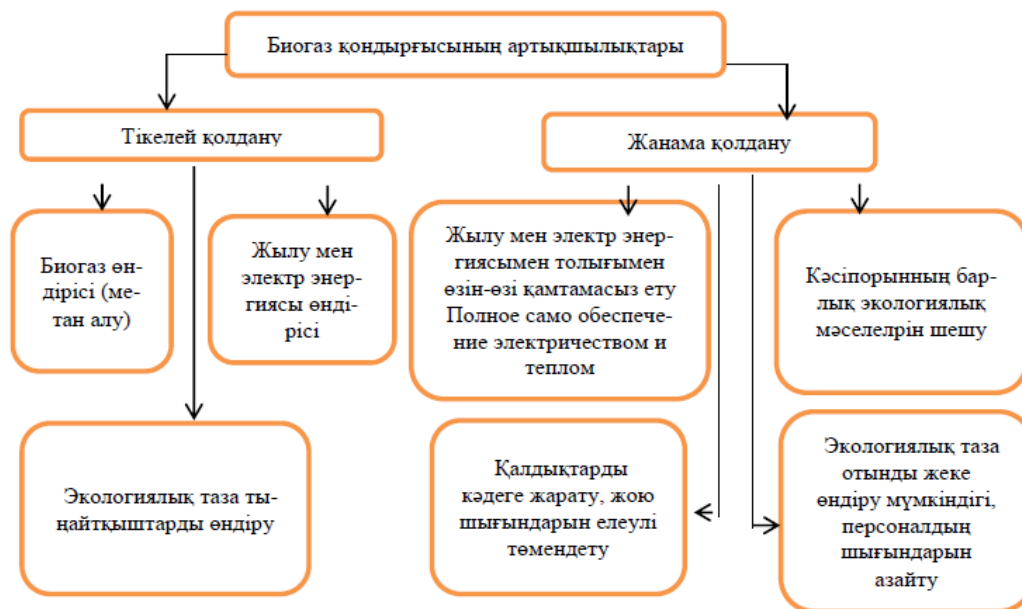 Биогаз қондырғысының артықшылықтары
Тікелей қолдану
Жанама қолдану
Биогаз өн-
дірісі (ме-
тан алу)
Жылу мен
электр энер-
гиясы өнді-
рісі
Жылу мен электр энер-
гиясымен толығымен
өзін-өзі қамтамасыз ету
Полное само обеспече-
ние электричеством и
теплом
Кәсіпорынның бар-
лық экологиялық
мәселелрін шешу
Экологиялық таза ты-
ңайтқыштарды өндіру
Қалдықтарды
кәдеге жарату, жою
шығындарын елеулі
төмендету
Экологиялық таза
отынды жеке
өндіру мүмкіндігі,
персоналдың
шығындарын
азайту